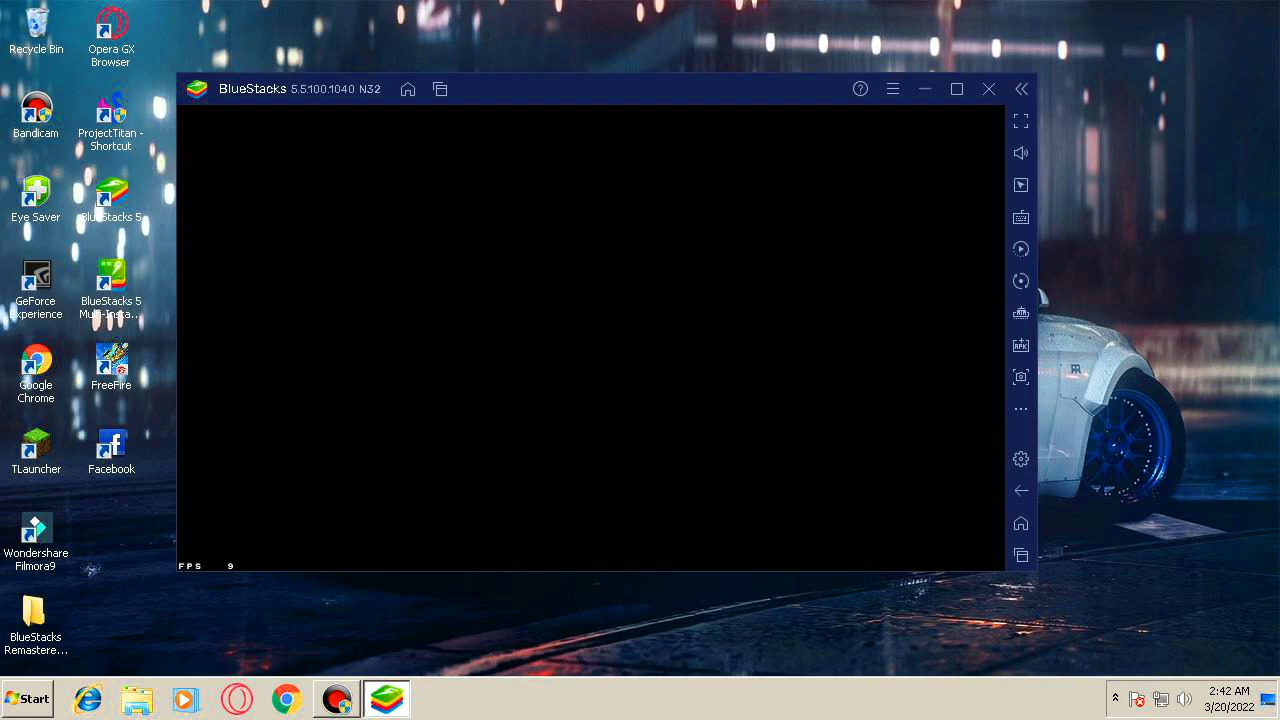 Recycle Bin
Opera GX
Browser
Bandicam
ProjectTitan -
Shortcut
Eye Saver
BlueStacks 5
GeForce
Experience
BlueStacks 5
Multi-Insta...
Google
Chrome
FreeFire
TLauncher
Facebook
Wondershare
Filmora9
BlueStacks
Remastere...
BlueStacks 5.5.100.1040 N32
APK
FPS 9
Start
2:42 AM
3/20/2022